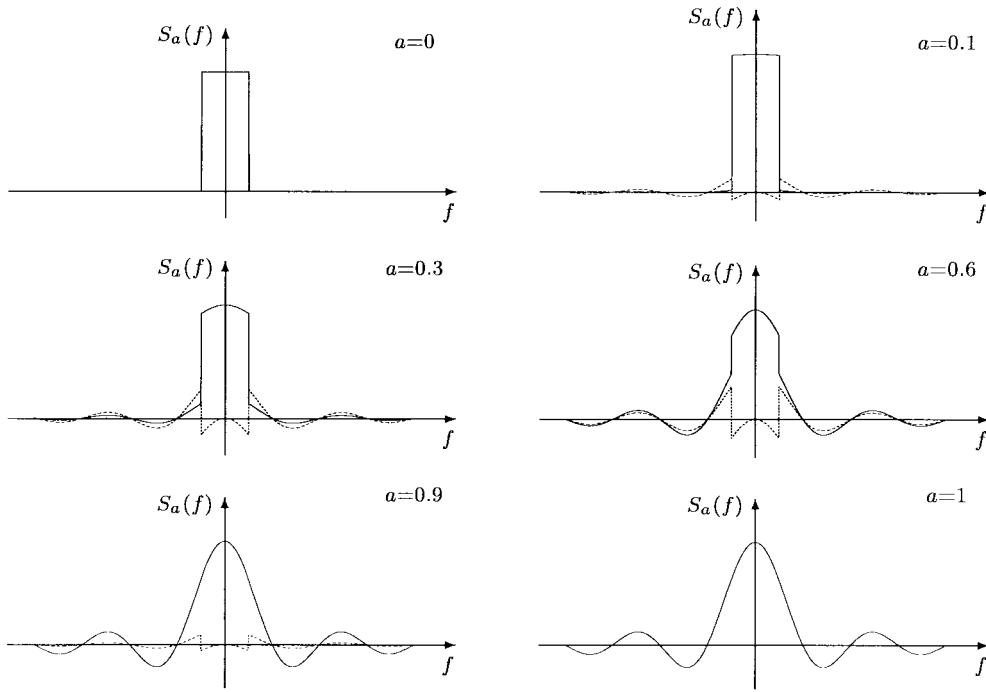 S_a(f)
a=0
f
S_a(f)
a=0.1
f
S_a(f)
a=0.3
f
S_a(f)
a=0.6
f
S_a(f)
a=0.9
f
S_a(f)
a=1
f